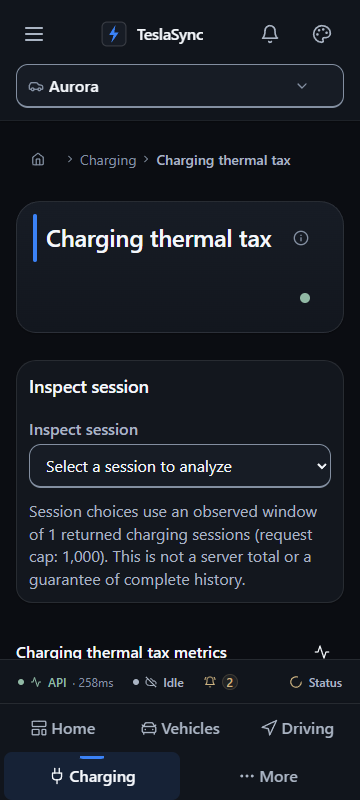 TeslaSync
Aurora
Charging
Charging thermal tax
Charging thermal tax
Inspect session
Inspect session
Select a session to analyze
Session choices use an observed window
of 1 returned charging sessions (request
cap: 1,000). This is not a server total or a
guarantee of complete history.
Charging thermal tax metrics
API · 258ms
Idle
2
Status
Home
Vehicles
Driving
Charging
More